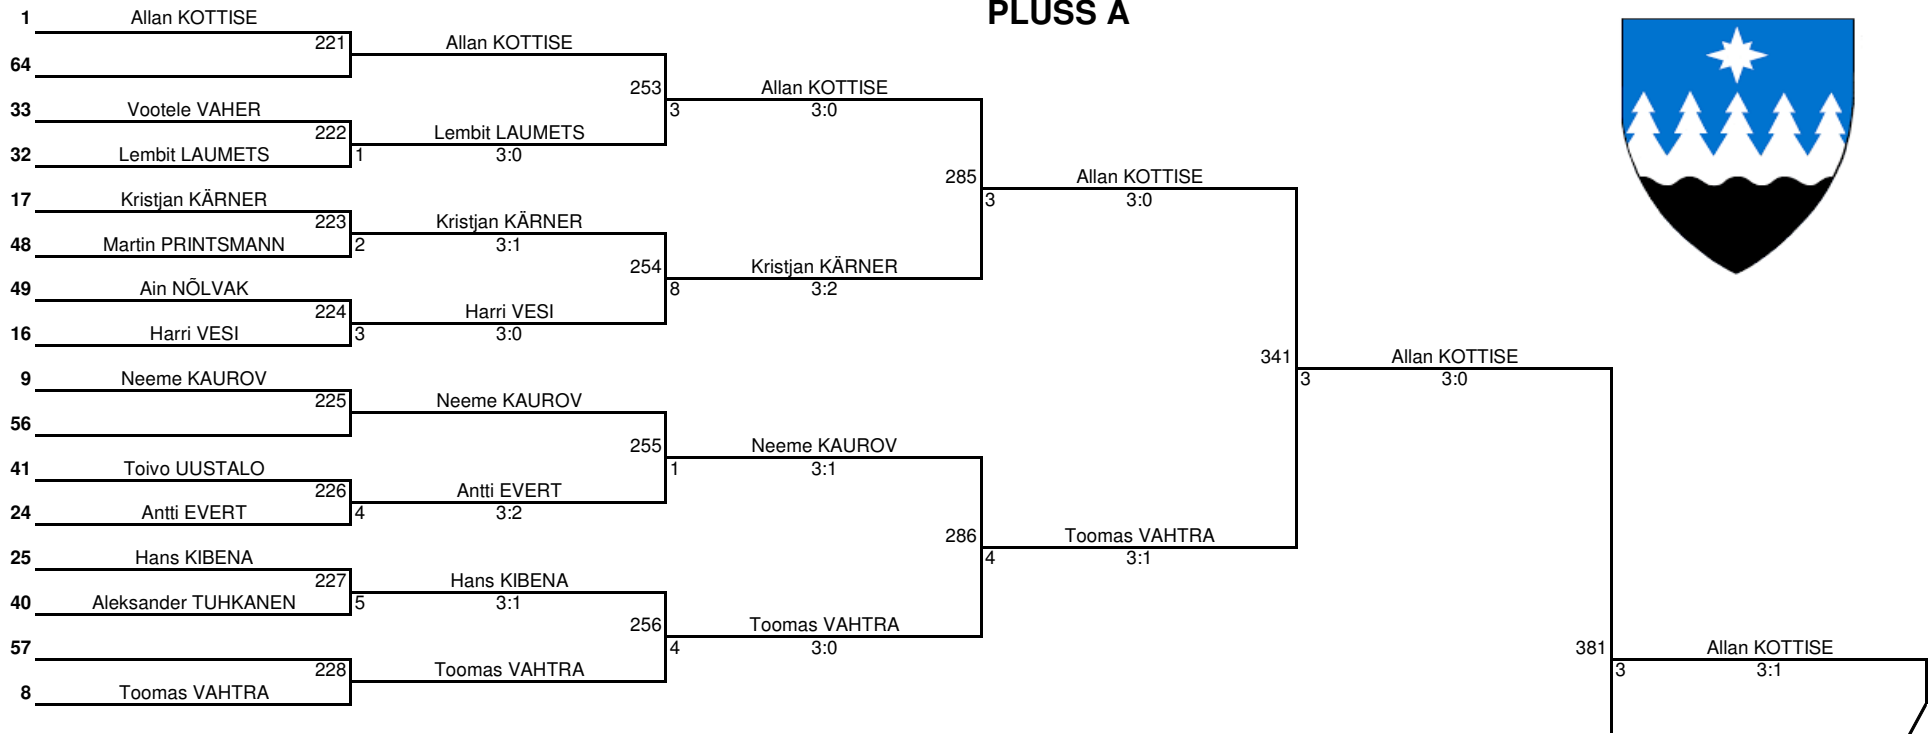 PLUSS A
1 Allan KOTTISE
221 Allan KOTTISE
64
253 Allan KOTTISE
33 Vootele VAHER
3 3:0
222 Lembit LAUMETS
32 Lembit LAUMETS
1 3:0
285 Allan KOTTISE
17 Kristjan KÄRNER
3 3:0
223 Kristjan KÄRNER
48 Martin PRINTSMANN
2 3:1
254 Kristjan KÄRNER
49 Ain NÕLVAK
8 3:2
224 Harri VESI
16 Harri VESI
3 3:0
341 Allan KOTTISE
9 Neeme KAUROV
3 3:0
225 Neeme KAUROV
56
255 Neeme KAUROV
41 Toivo UUSTALO
1 3:1
226 Antti EVERT
24 Antti EVERT
4 3:2
286 Toomas VAHTRA
25 Hans KIBENA
4 3:1
227 Hans KIBENA
40 Aleksander TUHKANEN
5 3:1
256 Toomas VAHTRA
57
4 3:0
381 Allan KOTTISE
228 Toomas VAHTRA
3 3:1
8 Toomas VAHTRA